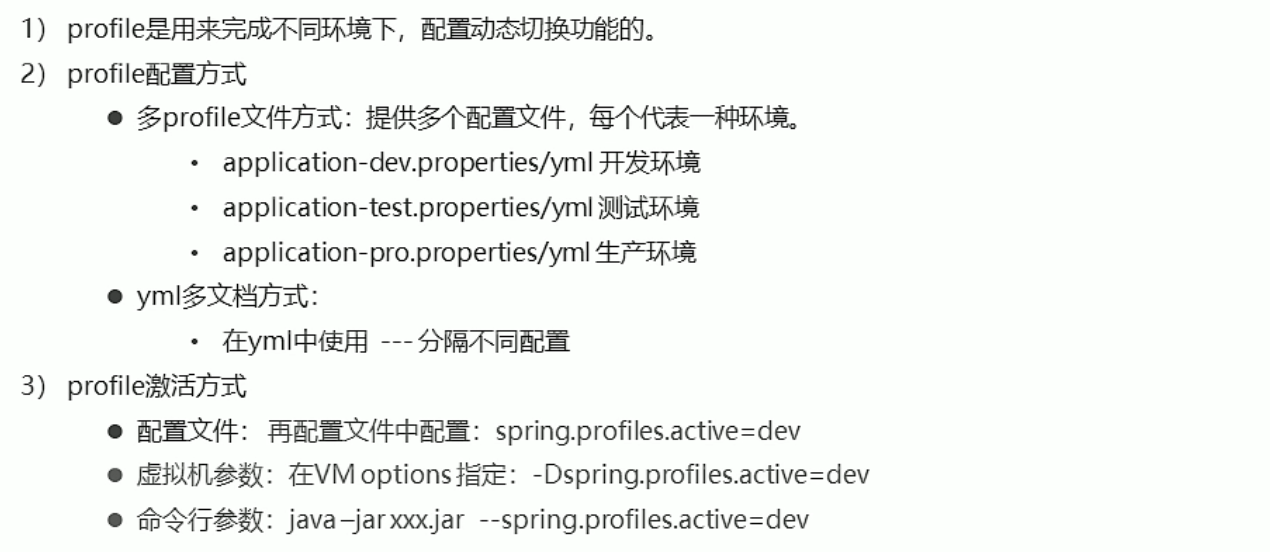 1） profile是用来完成不同环境下，配置动态切换功能的。
2） profile配置方式
● 多profile文件方式：提供多个配置文件，每个代表一种环境。
• application-dev.properties/yml 开发环境
• application-test.properties/yml 测试环境
• application-pro.properties/yml 生产环境
● yml多文档方式：
• 在yml中使用 --- 分隔不同配置
3） profile激活方式
● 配置文件： 再配置文件中配置：spring.profiles.active=dev
● 虚拟机参数：在VM options 指定：-Dspring.profiles.active=dev
● 命令行参数：java –jar xxx.jar --spring.profiles.active=dev